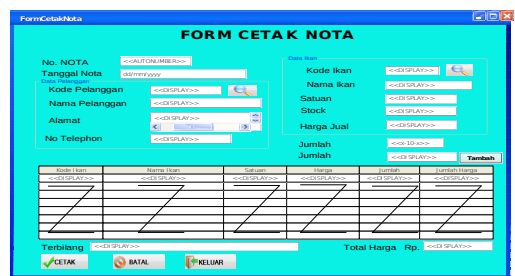 FormCetakNota
FORM CETAK NOTA
No. NOTA <<AUTONUMBER>>
Tanggal Nota dd/mm/yyyy
Data Pelanggan
Kode Pelanggan <<DISPLAY>>
Nama Pelanggan <<DISPLAY>>
Alamat <<DISPLAY>>
No Telephon <<DISPLAY>>
Data Ikan
Kode Ikan <<DISPLAY>>
Nama Ikan <<DISPLAY>>
Satuan <<DISPLAY>>
Stock <<DISPLAY>>
Harga Jual <<DISPLAY>>
Jumlah <<x-10-x>>
Jumlah <<DISPLAY>> Tambah
Kode Ikan Nama Ikan Satuan Harga Jumlah Jumlah Harga
<<DISPLAY>> <<DISPLAY>> <<DISPLAY>> <<DISPLAY>> <<DISPLAY>> <<DISPLAY>>
Terbilang <<DISPLAY>> Total Harga Rp. <<DISPLAY>>
CETAK BATAL KELUAR